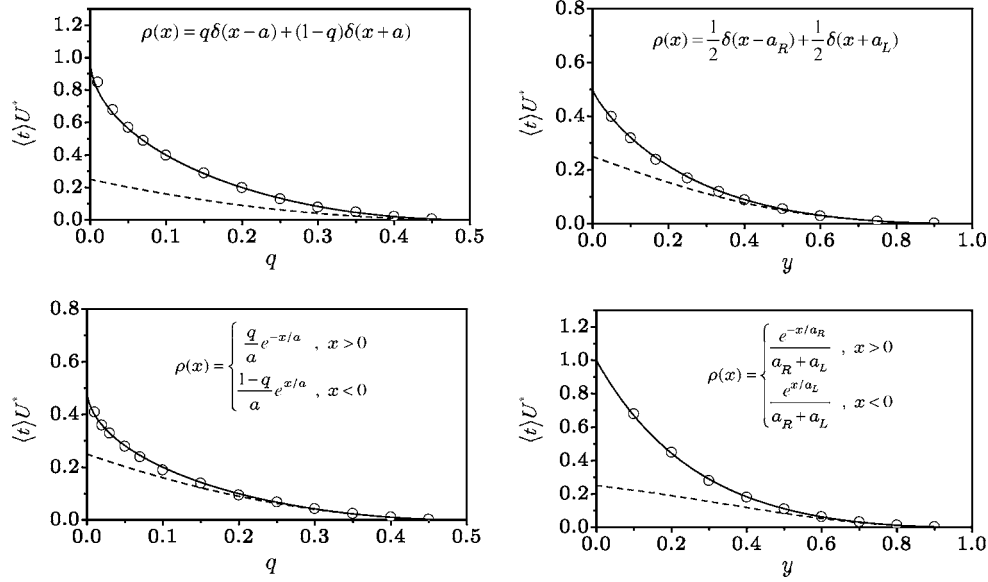 ρ(x) = qδ(x−a) + (1−q)δ(x+a)
⟨t⟩U*
1.2
1.0
0.8
0.6
0.4
0.2
0.0
0.0 0.1 0.2 0.3 0.4 0.5
q
ρ(x) = 1/2 δ(x−a_R) + 1/2 δ(x+a_L)
⟨t⟩U*
0.8
0.6
0.4
0.2
0.0
0.0 0.2 0.4 0.6 0.8 1.0
y
ρ(x) = { q/a e^{−x/a} , x > 0
(1−q)/a e^{x/a} , x < 0
⟨t⟩U*
0.8
0.6
0.4
0.2
0.0
0.0 0.1 0.2 0.3 0.4 0.5
q
ρ(x) = { e^{−x/a_R}/(a_R + a_L) , x > 0
e^{x/a_L}/(a_R + a_L) , x < 0
⟨t⟩U*
1.2
1.0
0.8
0.6
0.4
0.2
0.0
0.0 0.2 0.4 0.6 0.8 1.0
y